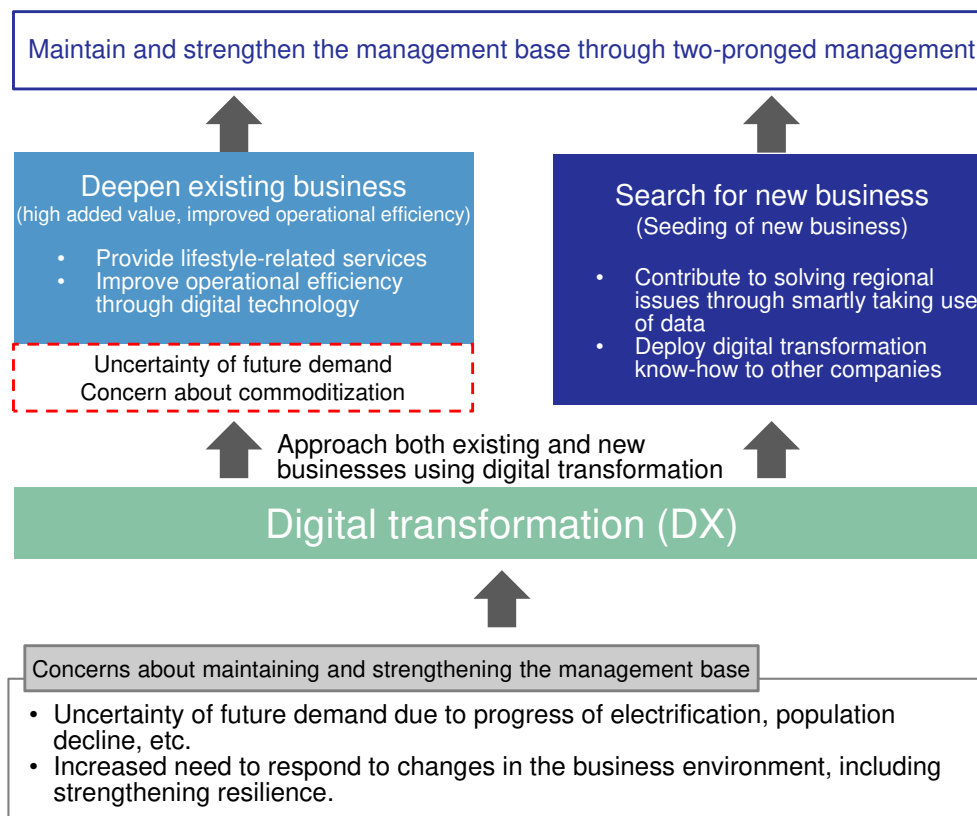 Maintain and strengthen the management base through two-pronged management
Deepen existing business
(high added value, improved operational efficiency)
• Provide lifestyle-related services
• Improve operational efficiency
through digital technology
Uncertainty of future demand
Concern about commoditization
Search for new business
(Seeding of new business)
• Contribute to solving regional
issues through smartly taking use
of data
• Deploy digital transformation
know-how to other companies
Approach both existing and new
businesses using digital transformation
Digital transformation (DX)
Concerns about maintaining and strengthening the management base
• Uncertainty of future demand due to progress of electrification, population
decline, etc.
• Increased need to respond to changes in the business environment, including
strengthening resilience.